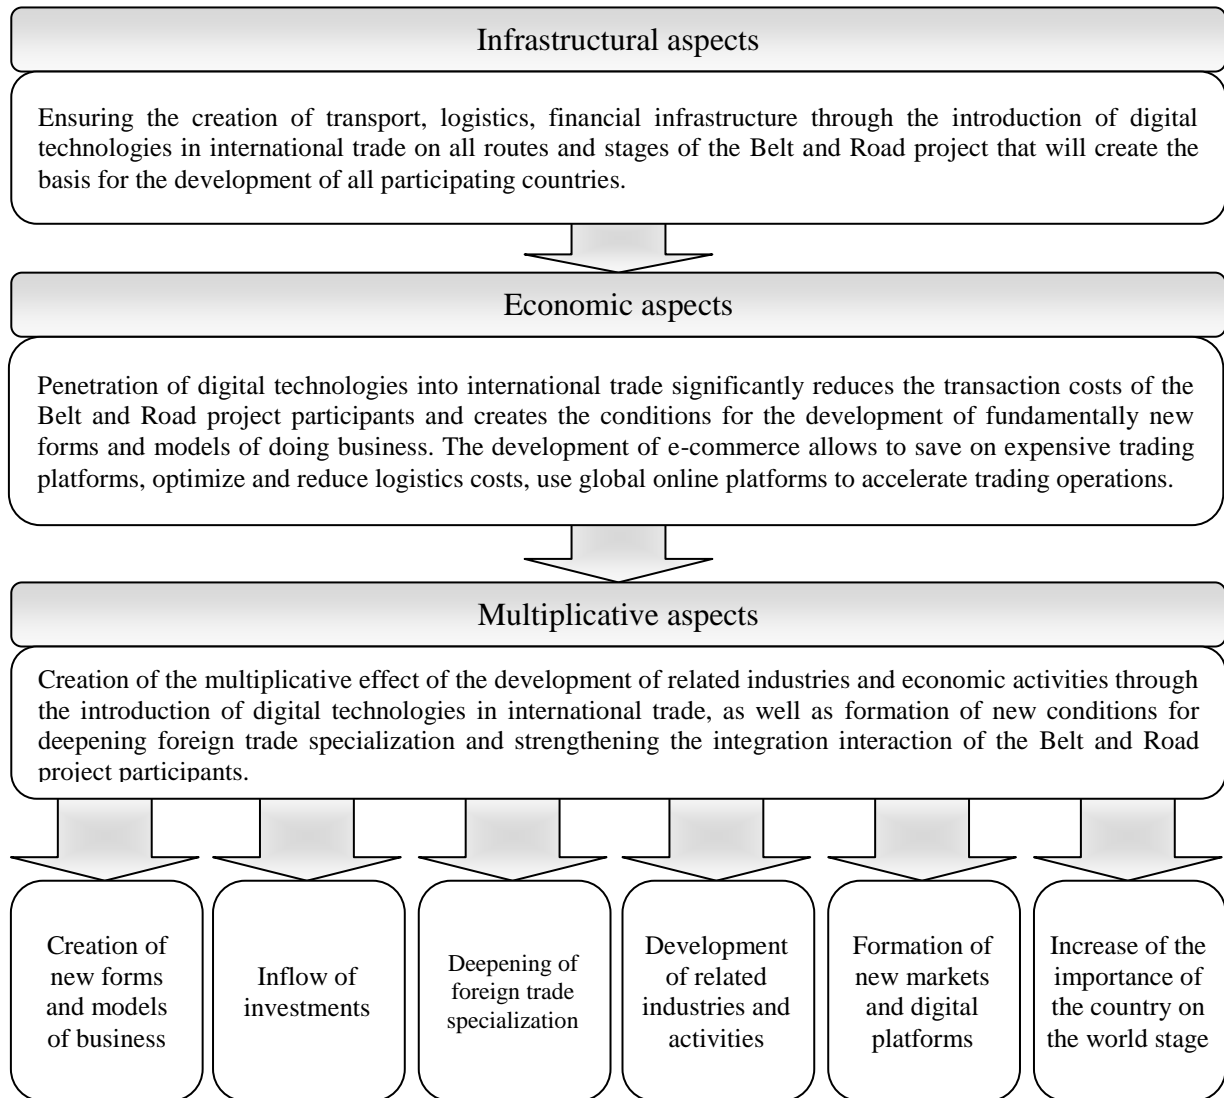 Infrastructural aspects
Ensuring the creation of transport, logistics, financial infrastructure through the introduction of digital
technologies in international trade on all routes and stages of the Belt and Road project that will create the
basis for the development of all participating countries.
Economic aspects
Penetration of digital technologies into international trade significantly reduces the transaction costs of the
Belt and Road project participants and creates the conditions for the development of fundamentally new
forms and models of doing business. The development of e-commerce allows to save on expensive trading
platforms, optimize and reduce logistics costs, use global online platforms to accelerate trading operations.
Multiplicative aspects
Creation of the multiplicative effect of the development of related industries and economic activities through
the introduction of digital technologies in international trade, as well as formation of new conditions for
deepening foreign trade specialization and strengthening the integration interaction of the Belt and Road
project participants.
Creation of
new forms
and models
of business
Inflow of
investments
Deepening of
foreign trade
specialization
Development
of related
industries and
activities
Formation of
new markets
and digital
platforms
Increase of the
importance of
the country on
the world stage